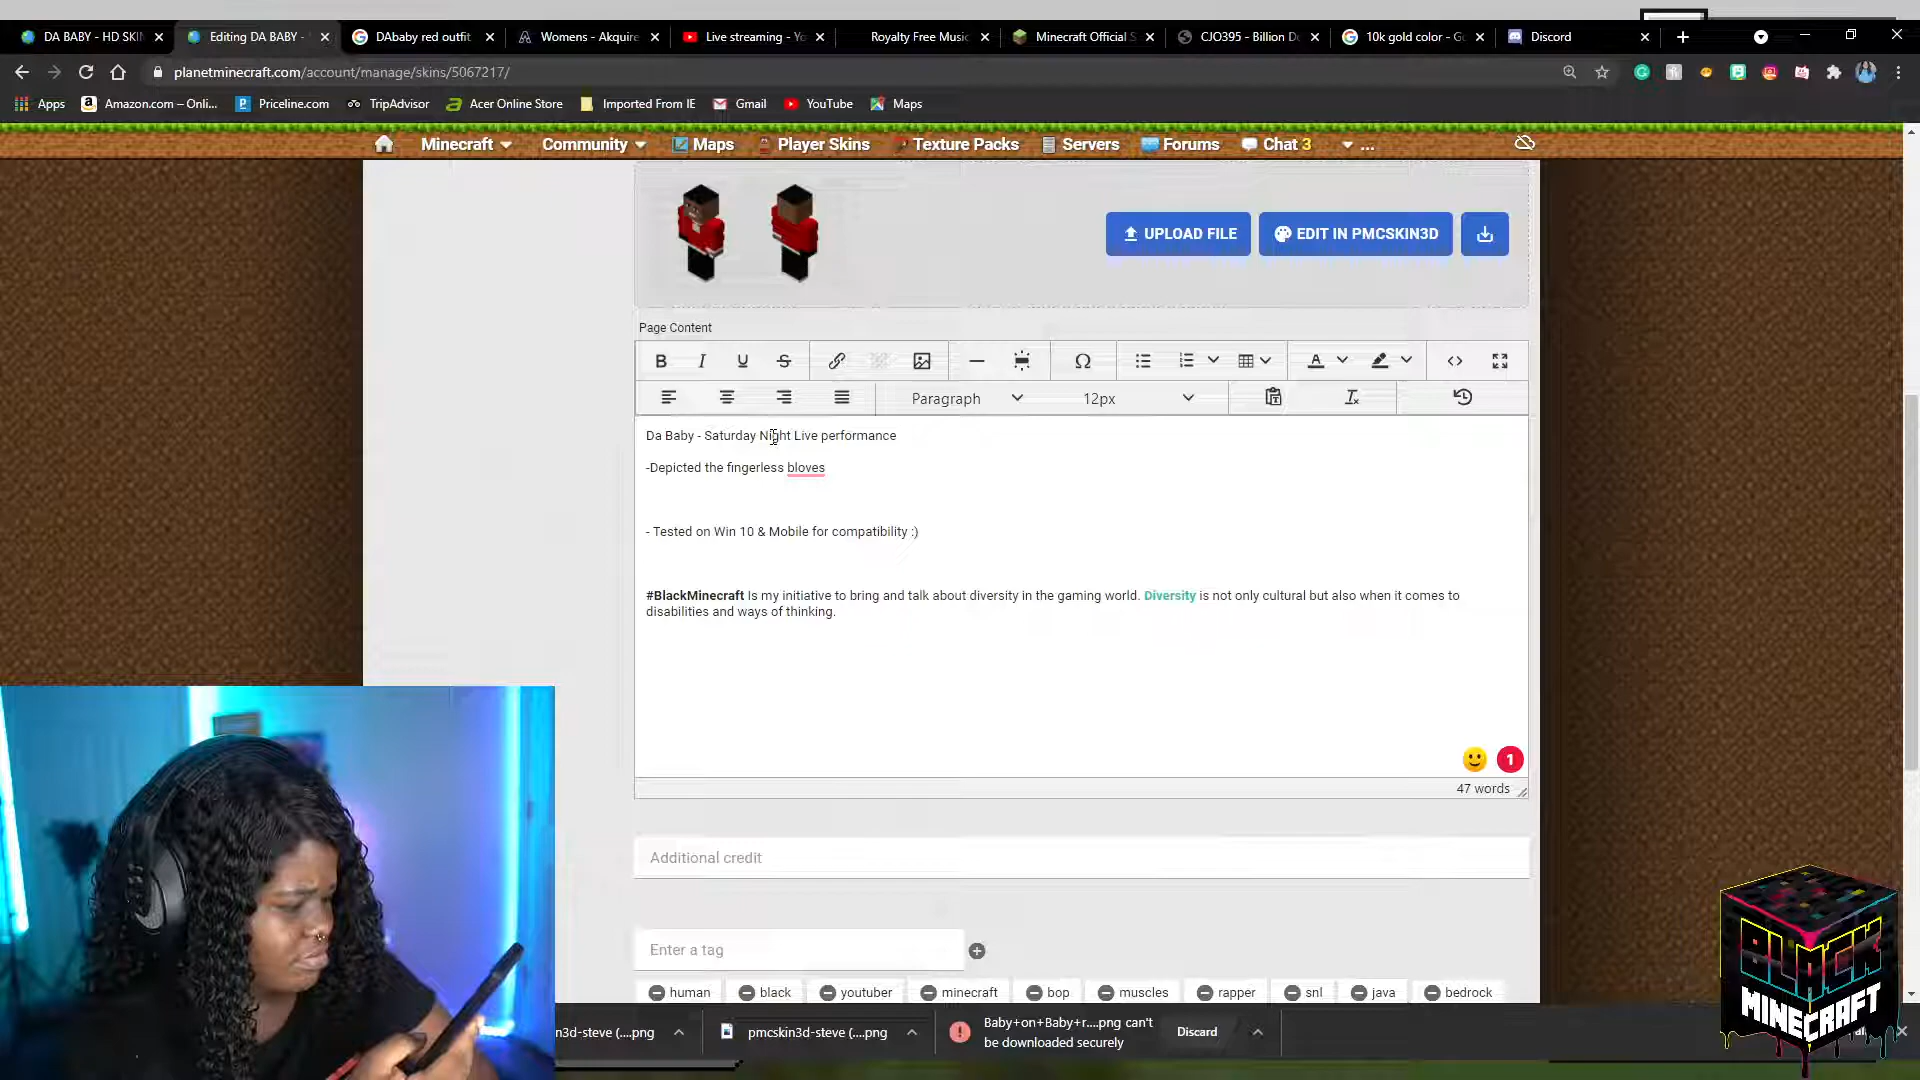 DA BABY - HD SKI
Editing DA BABY -
DAbaby red outfit
Womens - Akquire
Live streaming - Yo
Royalty Free Music
Minecraft Official S
CJO395 - Billion Du
10k gold color - G
Discord
planetminecraft.com/account/manage/skins/5067217/
Apps
Amazon.com – Onli...
Priceline.com
TripAdvisor
Acer Online Store
Imported From IE
Gmail
YouTube
Maps
Minecraft
Community
Maps
Player Skins
Texture Packs
Servers
Forums
Chat 3
...
UPLOAD FILE
EDIT IN PMCSKIN3D
Page Content
Paragraph
12px
Da Baby - Saturday Night Live performance
-Depicted the fingerless bloves
- Tested on Win 10 & Mobile for compatibility :)
#BlackMinecraft Is my initiative to bring and talk about diversity in the gaming world. Diversity is not only cultural but also when it comes to
disabilities and ways of thinking.
1
47 words
Additional credit
Enter a tag
human
black
youtuber
minecraft
bop
muscles
rapper
snl
java
bedrock
n3d-steve (....png
pmcskin3d-steve (....png
Baby+on+Baby+r....png can't
be downloaded securely
Discard
BLACK
MINECRAFT